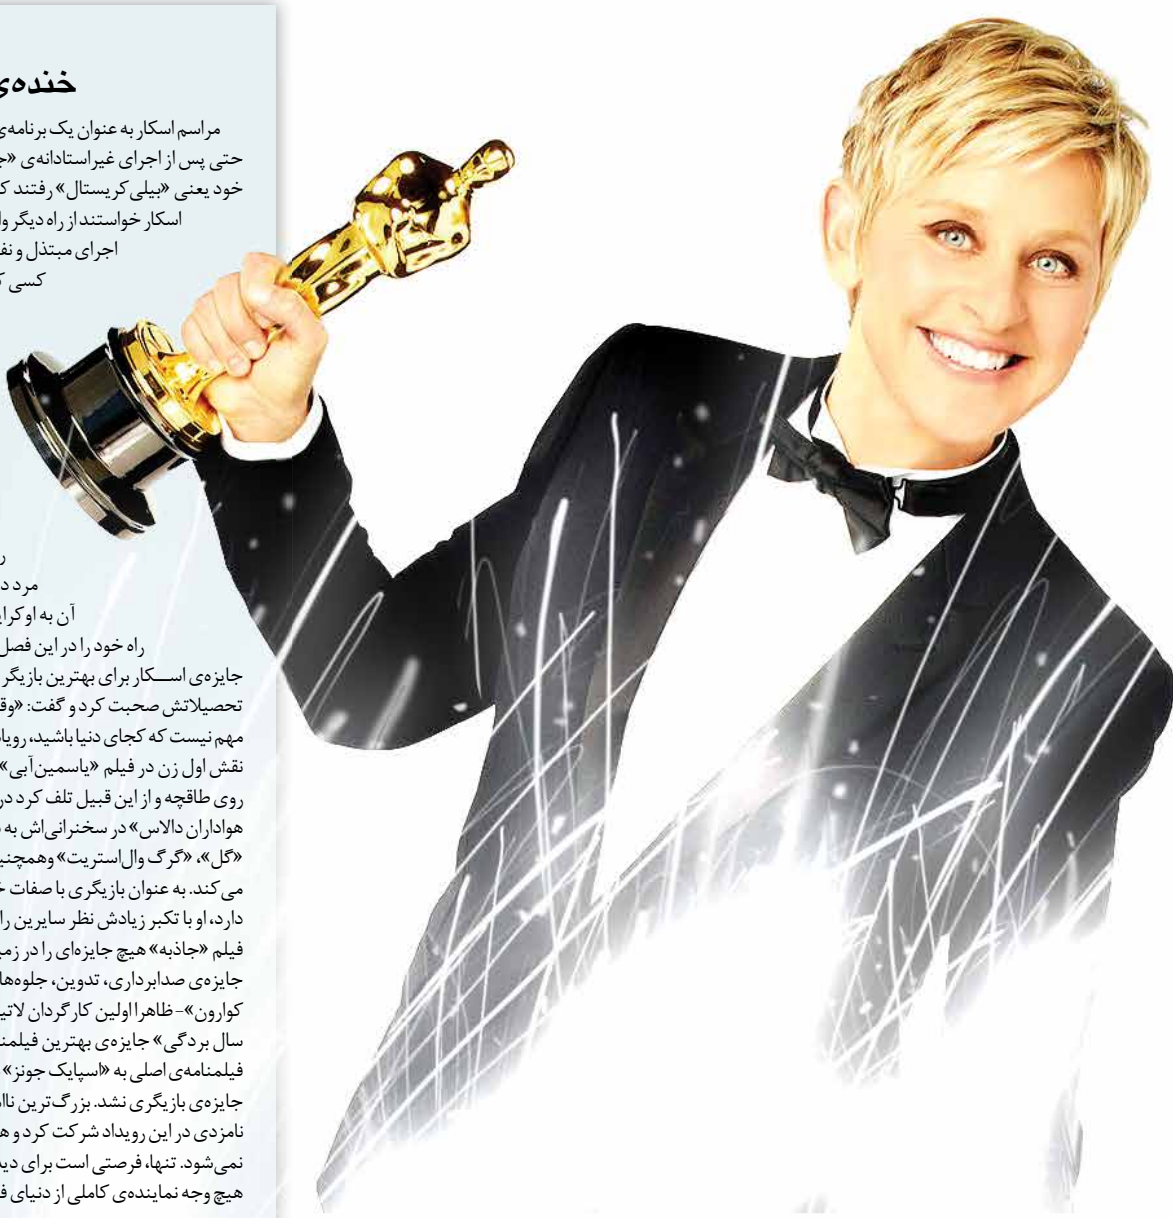 خنده‌ی
مراسم اسکار به عنوان یک برنامه‌ی
حتی پس از اجرای غیراستادانه‌ی «ج
خود یعنی «بیلی کریستال» رفتند ک
اسکار خواستند از راه دیگر وا
اجرای مبتذل و نف
کسی ک
ر
مرد د
آن به اوکرای
راه خود را در این فصل
جایزه‌ی اسکار برای بهترین بازیگر
تحصیلاتش صحبت کرد و گفت: «وق
مهم نیست که کجای دنیا باشید، رویا
نقش اول زن در فیلم «یاسمین آبی»
روی طاقچه و از این قبیل تلف کرد در
هواداران دالاس» در سخنرانی‌اش به
«گل»، «گرگ وال‌استریت» وهمچنی
می‌کند. به عنوان بازیگری با صفات خ
دارد، او با تکبر زیادش نظر سایرین را
فیلم «جاذبه» هیچ جایزه‌ای را در زمی
جایزه‌ی صدابرداری، تدوین، جلوه‌ها
کوارون»- ظاهرا اولین کارگردان لاتی
سال بردگی» جایزه‌ی بهترین فیلمن
فیلمنامه‌ی اصلی به «اسپایک جونز»
جایزه‌ی بازیگری نشد. بزرگ‌ترین ناا
نامزدی در این رویداد شرکت کرد و ه
نمی‌شود. تنها، فرصتی است برای دید
هیچ وجه نماینده‌ی کاملی از دنیای ف